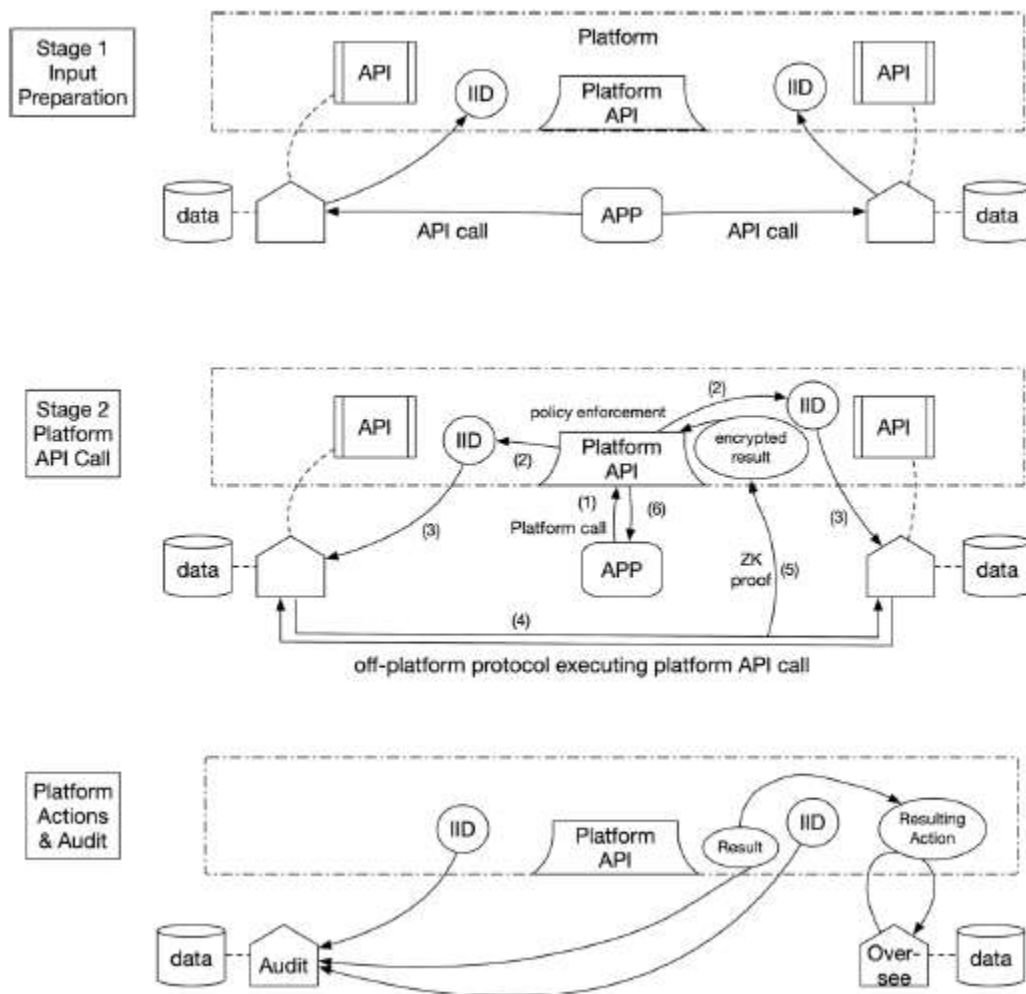 Stage 1
Input
Preparation
Platform
API
IID
Platform
API
IID
API
data
APP
data
API call
API call
Stage 2
Platform
API Call
API
IID
policy enforcement
(2)
IID
API
Platform
API
encrypted
result
(2)
(1)
(6)
(3)
Platform call
(3)
data
APP
ZK
proof
(5)
data
(4)
off-platform protocol executing platform API call
Platform
Actions
& Audit
IID
Platform
API
Result
IID
Resulting
Action
data
Audit
Over-
see
data